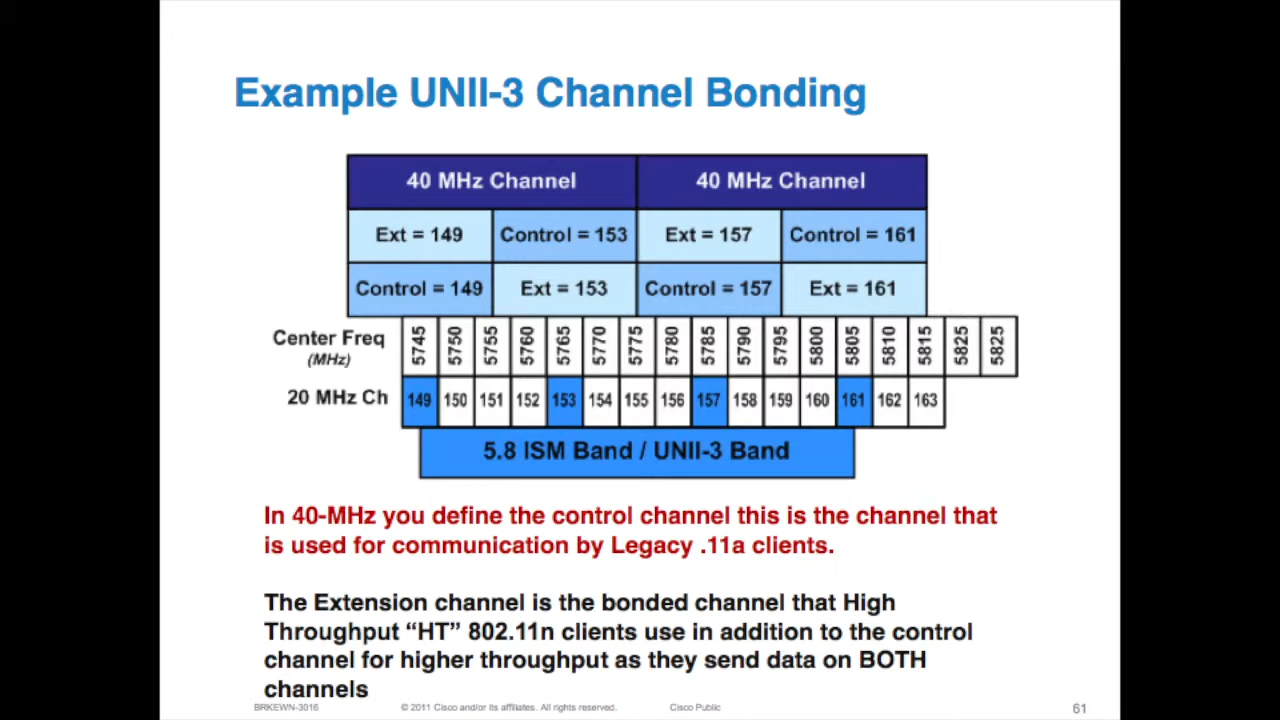 Example UNII-3 Channel Bonding
40 MHz Channel 40 MHz Channel
Ext = 149 Control = 153 Ext = 157 Control = 161
Control = 149 Ext = 153 Control = 157 Ext = 161
Center Freq
(MHz)
5745 5750 5755 5760 5765 5770 5775 5780 5785 5790 5795 5800 5805 5810 5815 5825 5825
20 MHz Ch 149 150 151 152 153 154 155 156 157 158 159 160 161 162 163
5.8 ISM Band / UNII-3 Band
In 40-MHz you define the control channel this is the channel that
is used for communication by Legacy .11a clients.
The Extension channel is the bonded channel that High
Throughput “HT” 802.11n clients use in addition to the control
channel for higher throughput as they send data on BOTH
channels
BRKEWN-3016 © 2011 Cisco and/or its affiliates. All rights reserved. Cisco Public 61